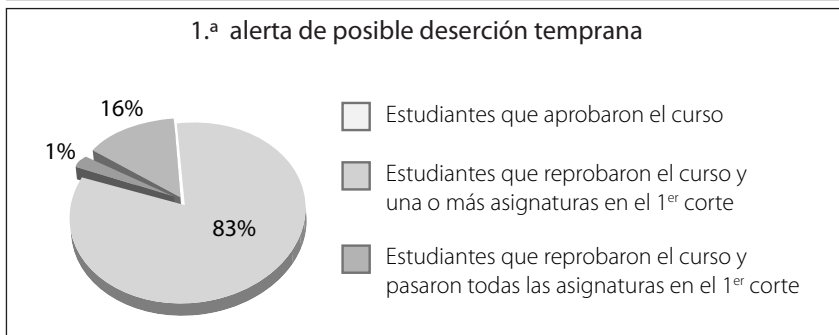 1.ª alerta de posible deserción temprana
16%
1%
83%
Estudiantes que aprobaron el curso
Estudiantes que reprobaron el curso y
una o más asignaturas en el 1er corte
Estudiantes que reprobaron el curso y
pasaron todas las asignaturas en el 1er corte